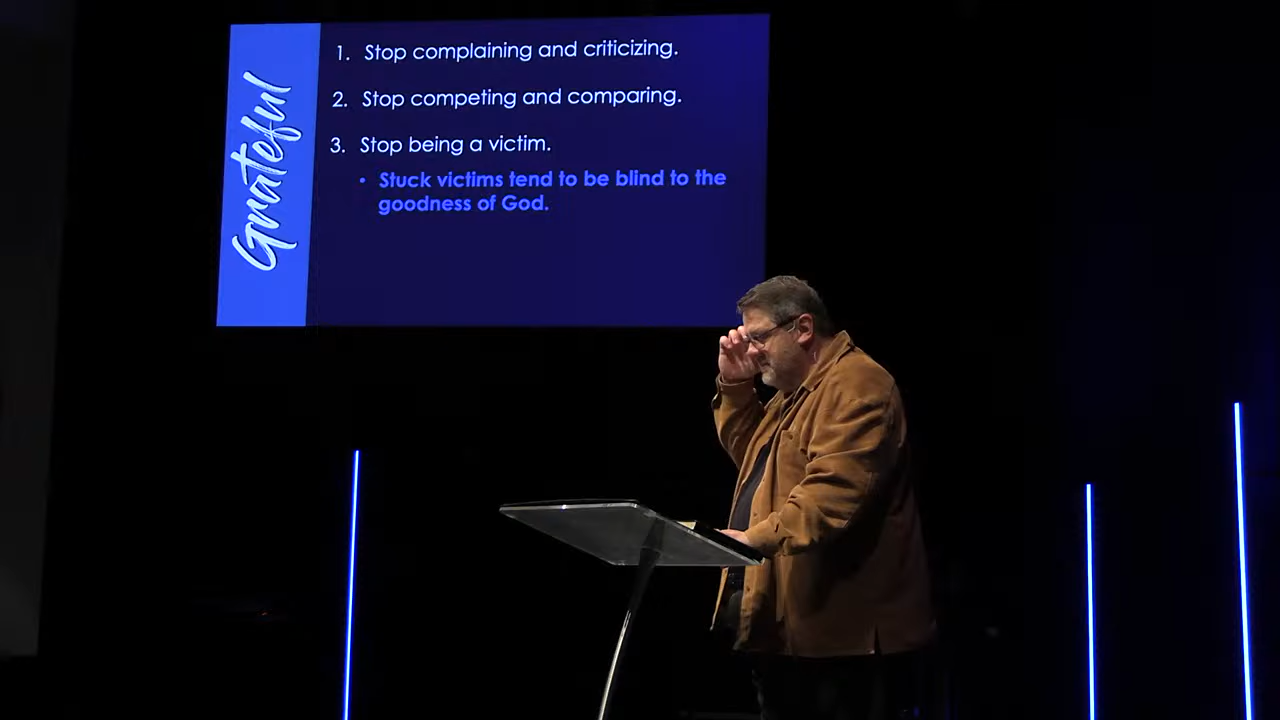 Grateful
1. Stop complaining and criticizing.
2. Stop competing and comparing.
3. Stop being a victim.
• Stuck victims tend to be blind to the
goodness of God.